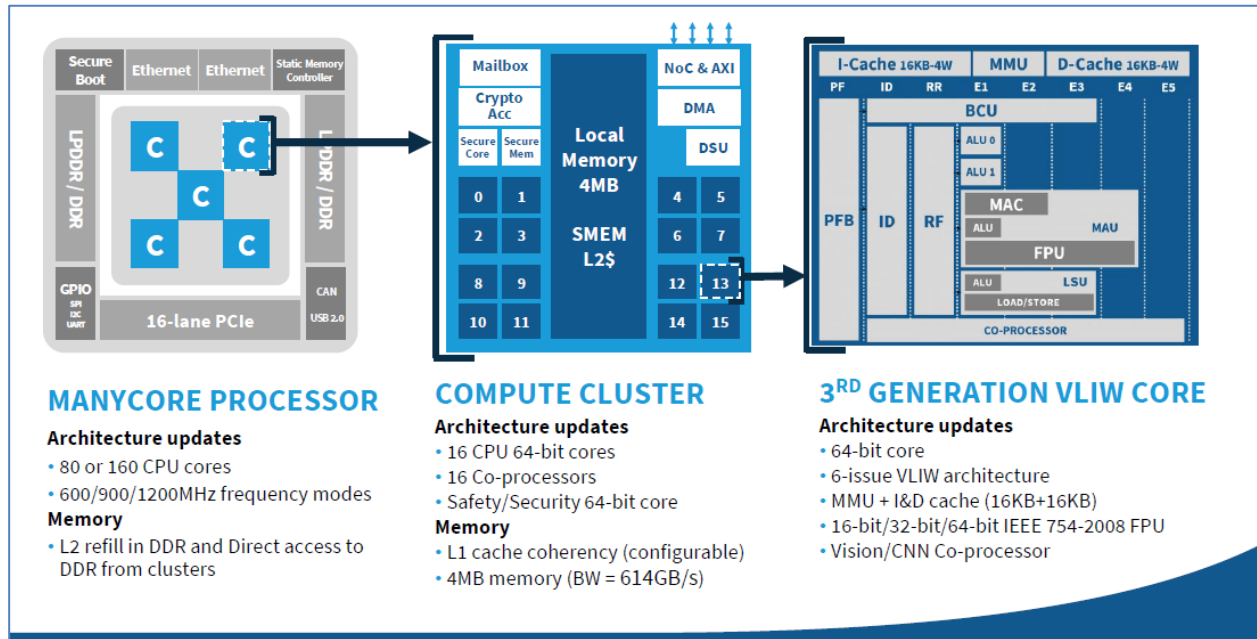 Secure Boot
Ethernet
Ethernet
Static Memory Controller
LPDDR / DDR
LPDDR / DDR
C
C
C
C
C
GPIO
SPI
I2C
UART
16-lane PCIe
CAN
USB 2.0
Mailbox
Crypto Acc
Secure Core
Secure Mem
Local Memory 4MB
SMEM L2$
NoC & AXI
DMA
DSU
0 1
2 3
8 9
10 11
4 5
6 7
12 13
14 15
I-Cache 16KB-4W
MMU
D-Cache 16KB-4W
PF ID RR E1 E2 E3 E4 E5
BCU
PFB
ID
RF
ALU 0
ALU 1
MAC
ALU
MAU
FPU
ALU
LSU
LOAD/STORE
CO-PROCESSOR
MANYCORE PROCESSOR
Architecture updates
• 80 or 160 CPU cores
• 600/900/1200MHz frequency modes
Memory
• L2 refill in DDR and Direct access to
DDR from clusters
COMPUTE CLUSTER
Architecture updates
• 16 CPU 64-bit cores
• 16 Co-processors
• Safety/Security 64-bit core
Memory
• L1 cache coherency (configurable)
• 4MB memory (BW = 614GB/s)
3RD GENERATION VLIW CORE
Architecture updates
• 64-bit core
• 6-issue VLIW architecture
• MMU + I&D cache (16KB+16KB)
• 16-bit/32-bit/64-bit IEEE 754-2008 FPU
• Vision/CNN Co-processor